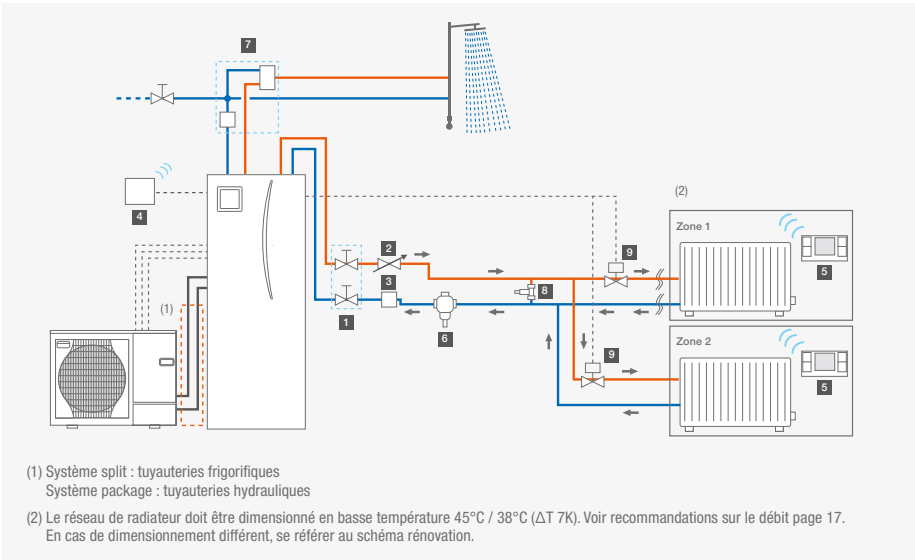 7
4
(2)
Zone 1
9
5
2
3
8
1
6
(1)
Zone 2
9
5
(1) Système split : tuyauteries frigorifiques
Système package : tuyauteries hydrauliques
(2) Le réseau de radiateur doit être dimensionné en basse température 45°C / 38°C (ΔT 7K). Voir recommandations sur le débit page 17.
En cas de dimensionnement différent, se référer au schéma rénovation.